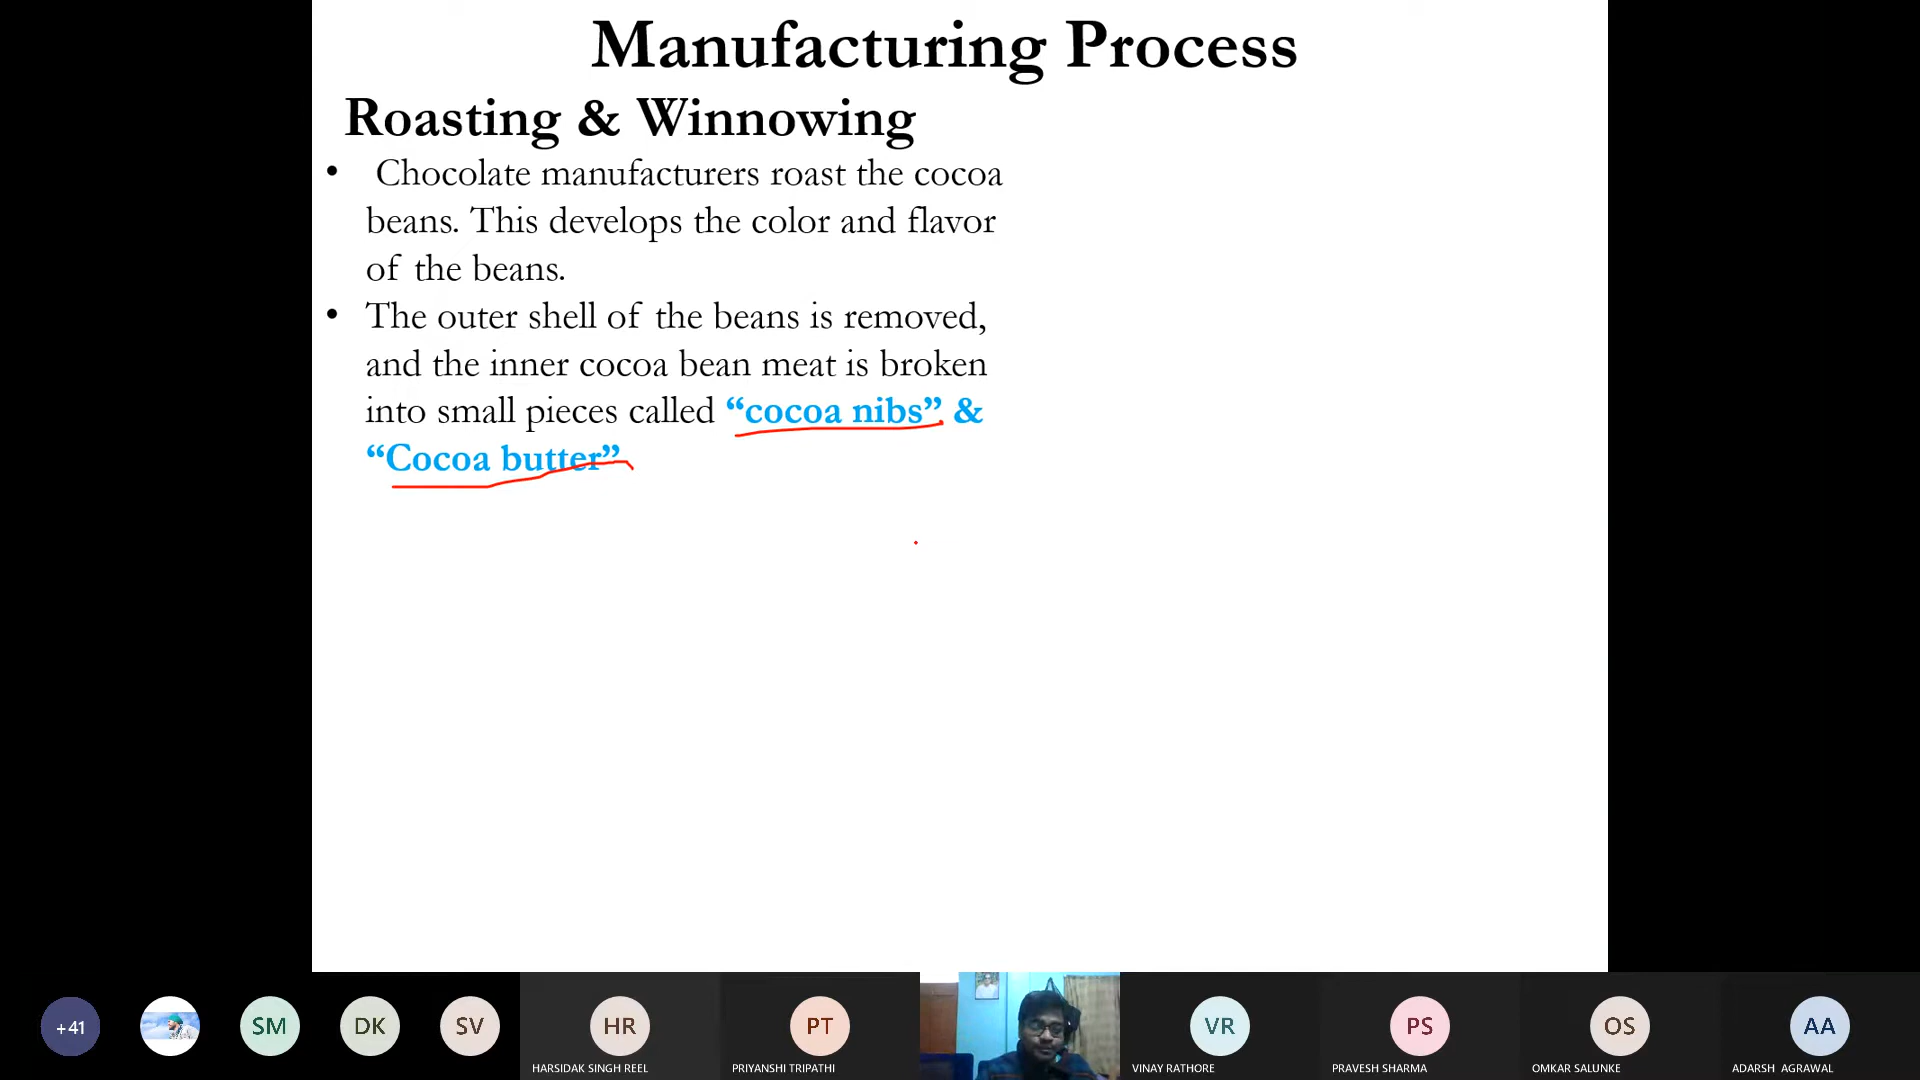 Manufacturing Process
Roasting & Winnowing
• Chocolate manufacturers roast the cocoa
beans. This develops the color and flavor
of the beans.
• The outer shell of the beans is removed,
and the inner cocoa bean meat is broken
into small pieces called “cocoa nibs” &
“Cocoa butter”
+41
SM
DK
SV
HR
PT
VR
PS
OS
AA
HARSIDAK SINGH REEL
PRIYANSHI TRIPATHI
VINAY RATHORE
PRAVESH SHARMA
OMKAR SALUNKE
ADARSH AGRAWAL